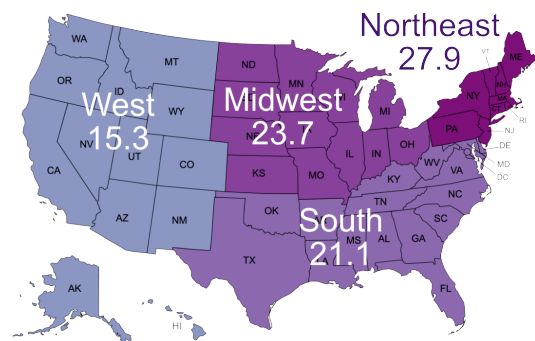 Northeast
27.9
West
15.3
Midwest
23.7
South
21.1
WA
OR
CA
ID
NV
MT
WY
UT
CO
AZ
NM
AK
HI
ND
NE
KS
MN
MO
WI
IL
IN
MI
OH
OK
TX
LA
MS
AL
TN
KY
WV
VA
NC
SC
GA
FL
PA
NY
VT
NH
ME
MA
CT
RI
NJ
DE
MD
DC